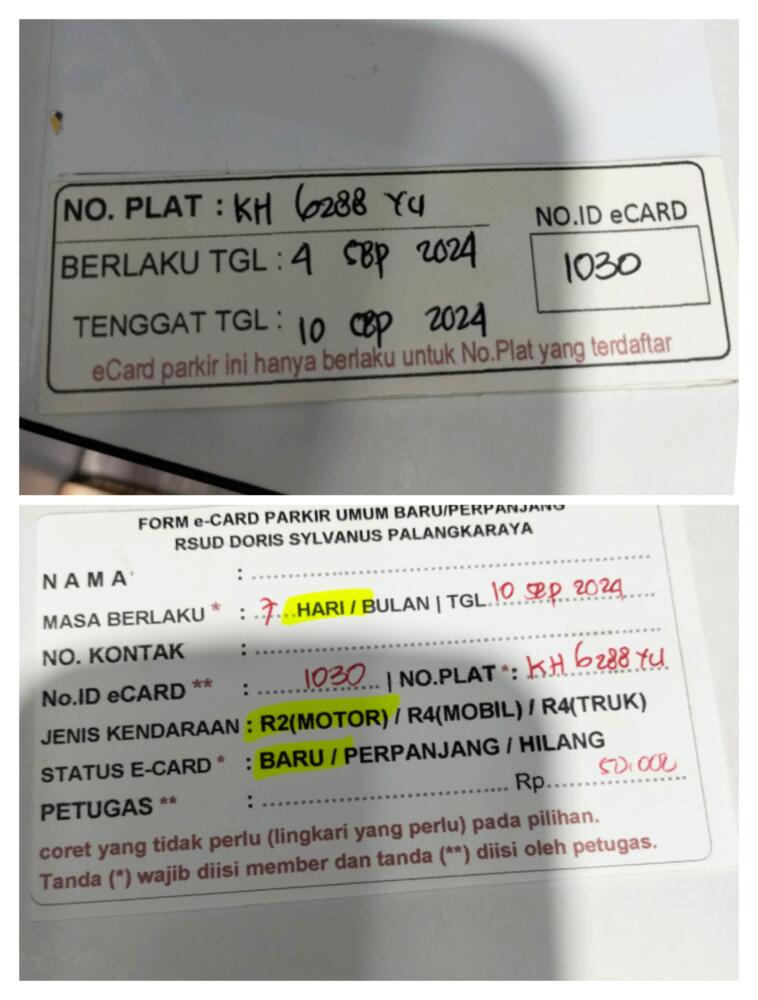 NO. PLAT : KH 6288 YU
NO.ID eCARD
BERLAKU TGL : 4 SEP 2024
1030
TENGGAT TGL : 10 SEP 2024
eCard parkir ini hanya berlaku untuk No.Plat yang terdaftar
FORM e-CARD PARKIR UMUM BARU/PERPANJANG
RSUD DORIS SYLVANUS PALANGKARAYA
NAMA :
MASA BERLAKU * : 7 HARI / BULAN | TGL. 10 SEP 2024
NO. KONTAK :
No.ID eCARD ** : 1030 | NO.PLAT *: KH 6288 YU
JENIS KENDARAAN : R2(MOTOR) / R4(MOBIL) / R4(TRUK)
STATUS E-CARD * : BARU / PERPANJANG / HILANG
PETUGAS ** : Rp. 50.000
coret yang tidak perlu (lingkari yang perlu) pada pilihan.
Tanda (*) wajib diisi member dan tanda (**) diisi oleh petugas.